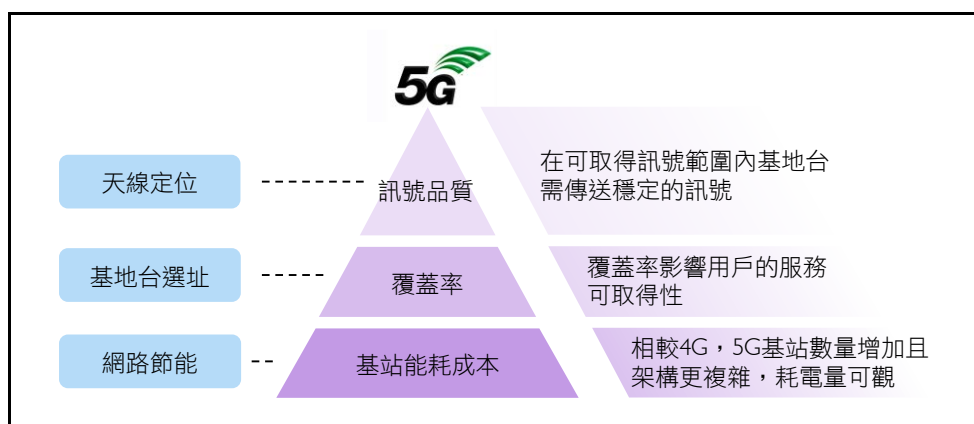 5G
天線定位
訊號品質
在可取得訊號範圍內基地台
需傳送穩定的訊號
基地台選址
覆蓋率
覆蓋率影響用戶的服務
可取得性
網路節能
基站能耗成本
相較4G,5G基站數量增加且
架構更複雜,耗電量可觀